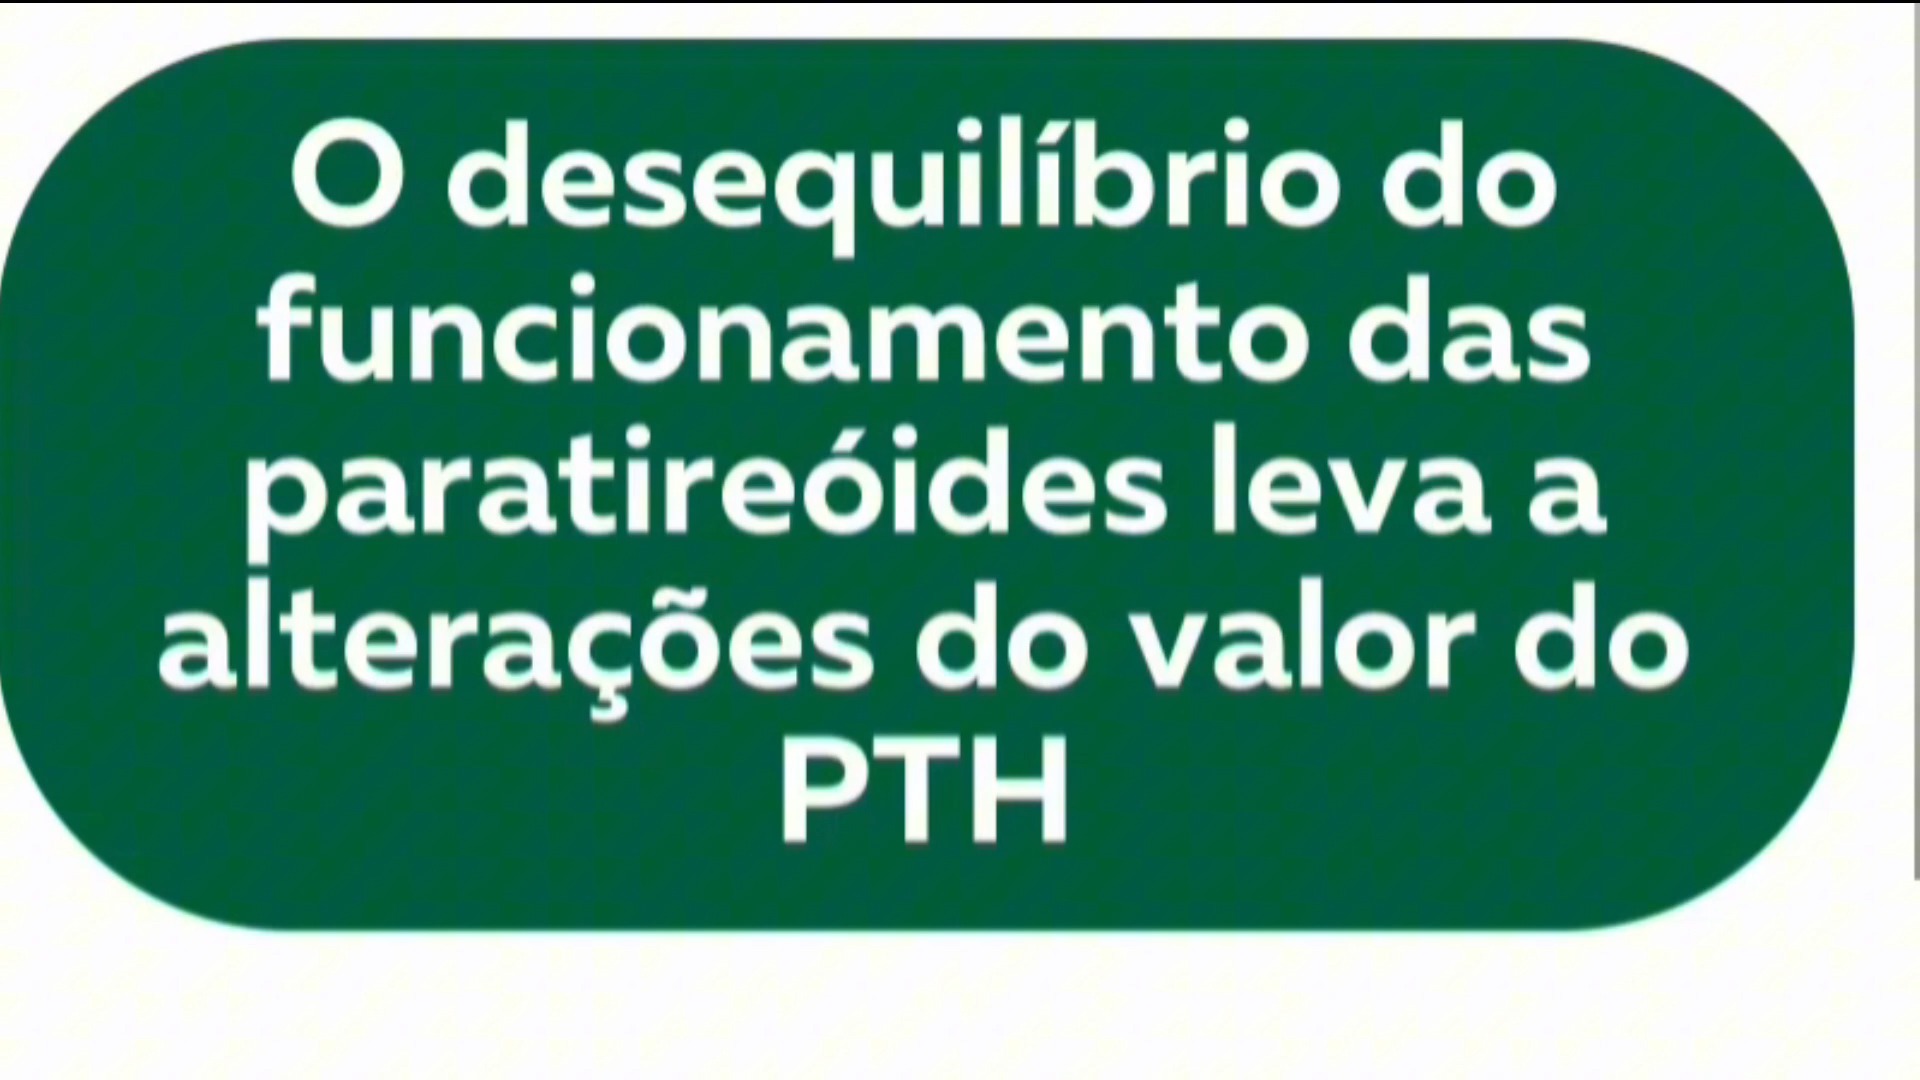 O desequilíbrio do
funcionamento das
paratireóides leva a
alterações do valor do
PTH